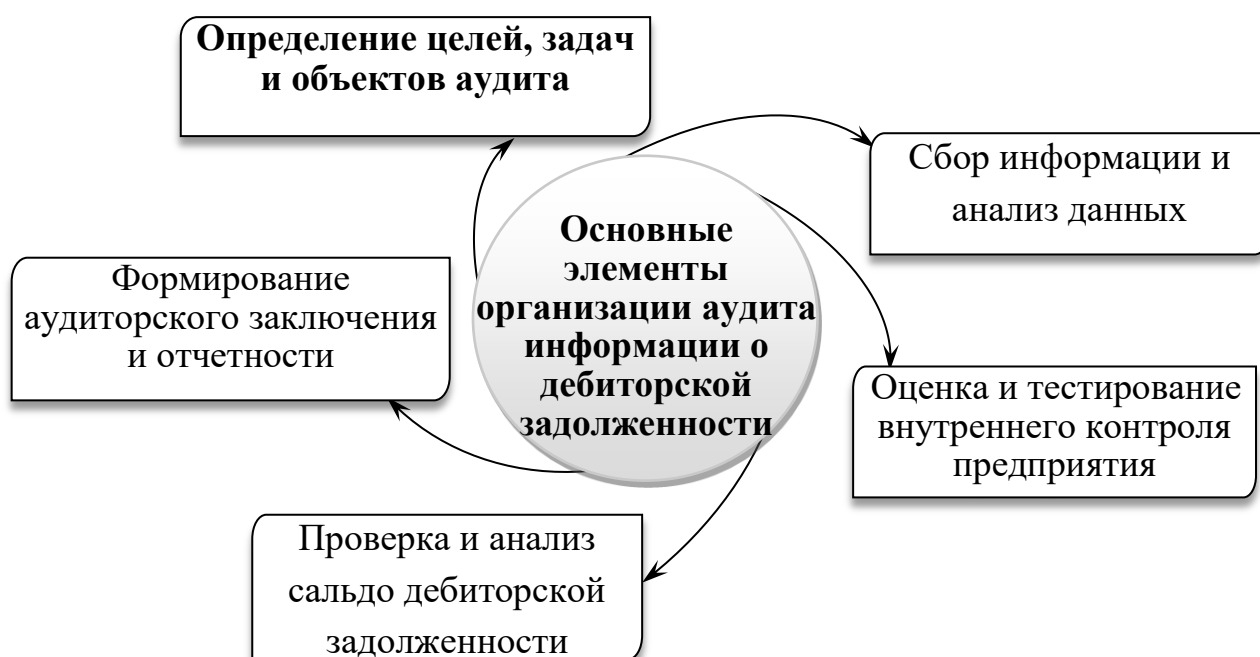 Определение целей, задач
и объектов аудита
Сбор информации и
анализ данных
Основные
элементы
организации аудита
информации о
дебиторской
задолженности
Формирование
аудиторского заключения
и отчетности
Оценка и тестирование
внутреннего контроля
предприятия
Проверка и анализ
сальдо дебиторской
задолженности